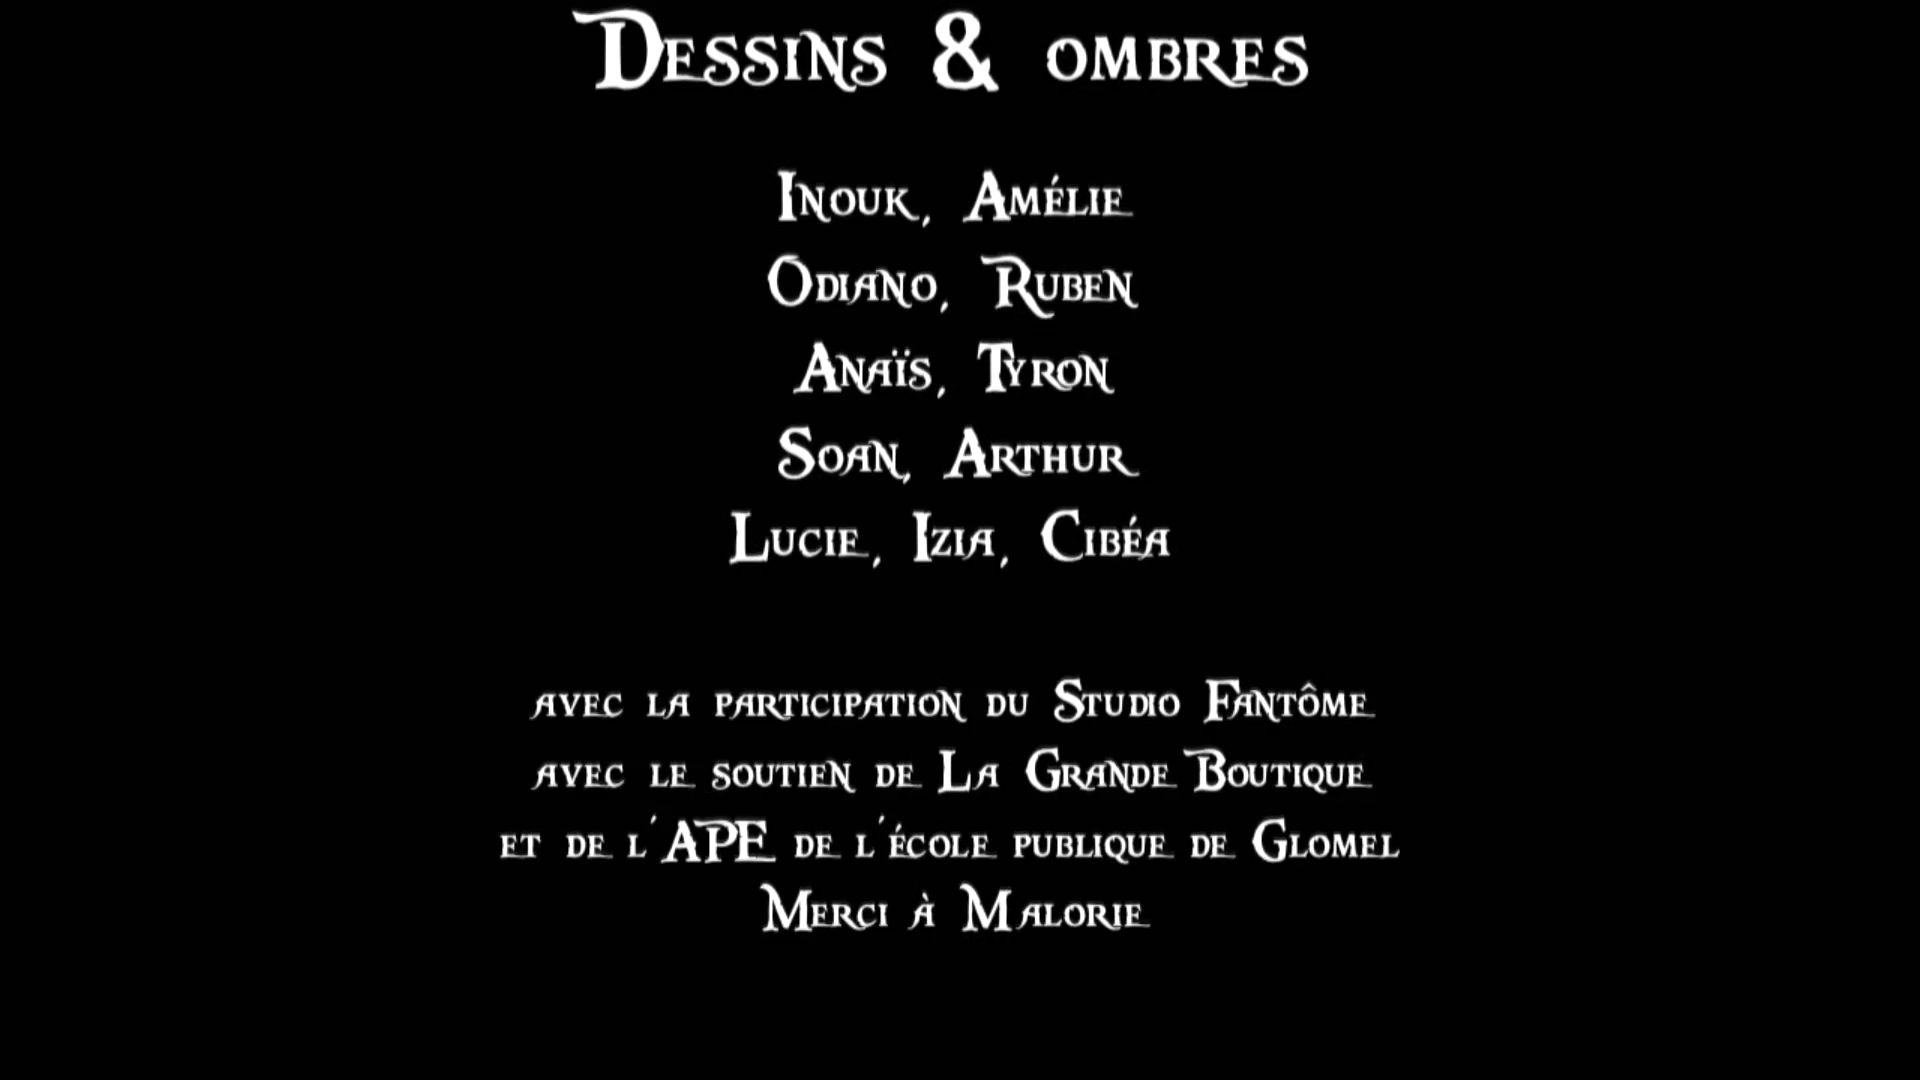 Dessins & ombres
Inouk, Amélie
Odiano, Ruben
Anaïs, Tyron
Soan, Arthur
Lucie, Izia, Cibéa
avec la participation du Studio Fantôme
avec le soutien de La Grande Boutique
et de l'APE de l'école publique de Glomel
Merci à Malorie